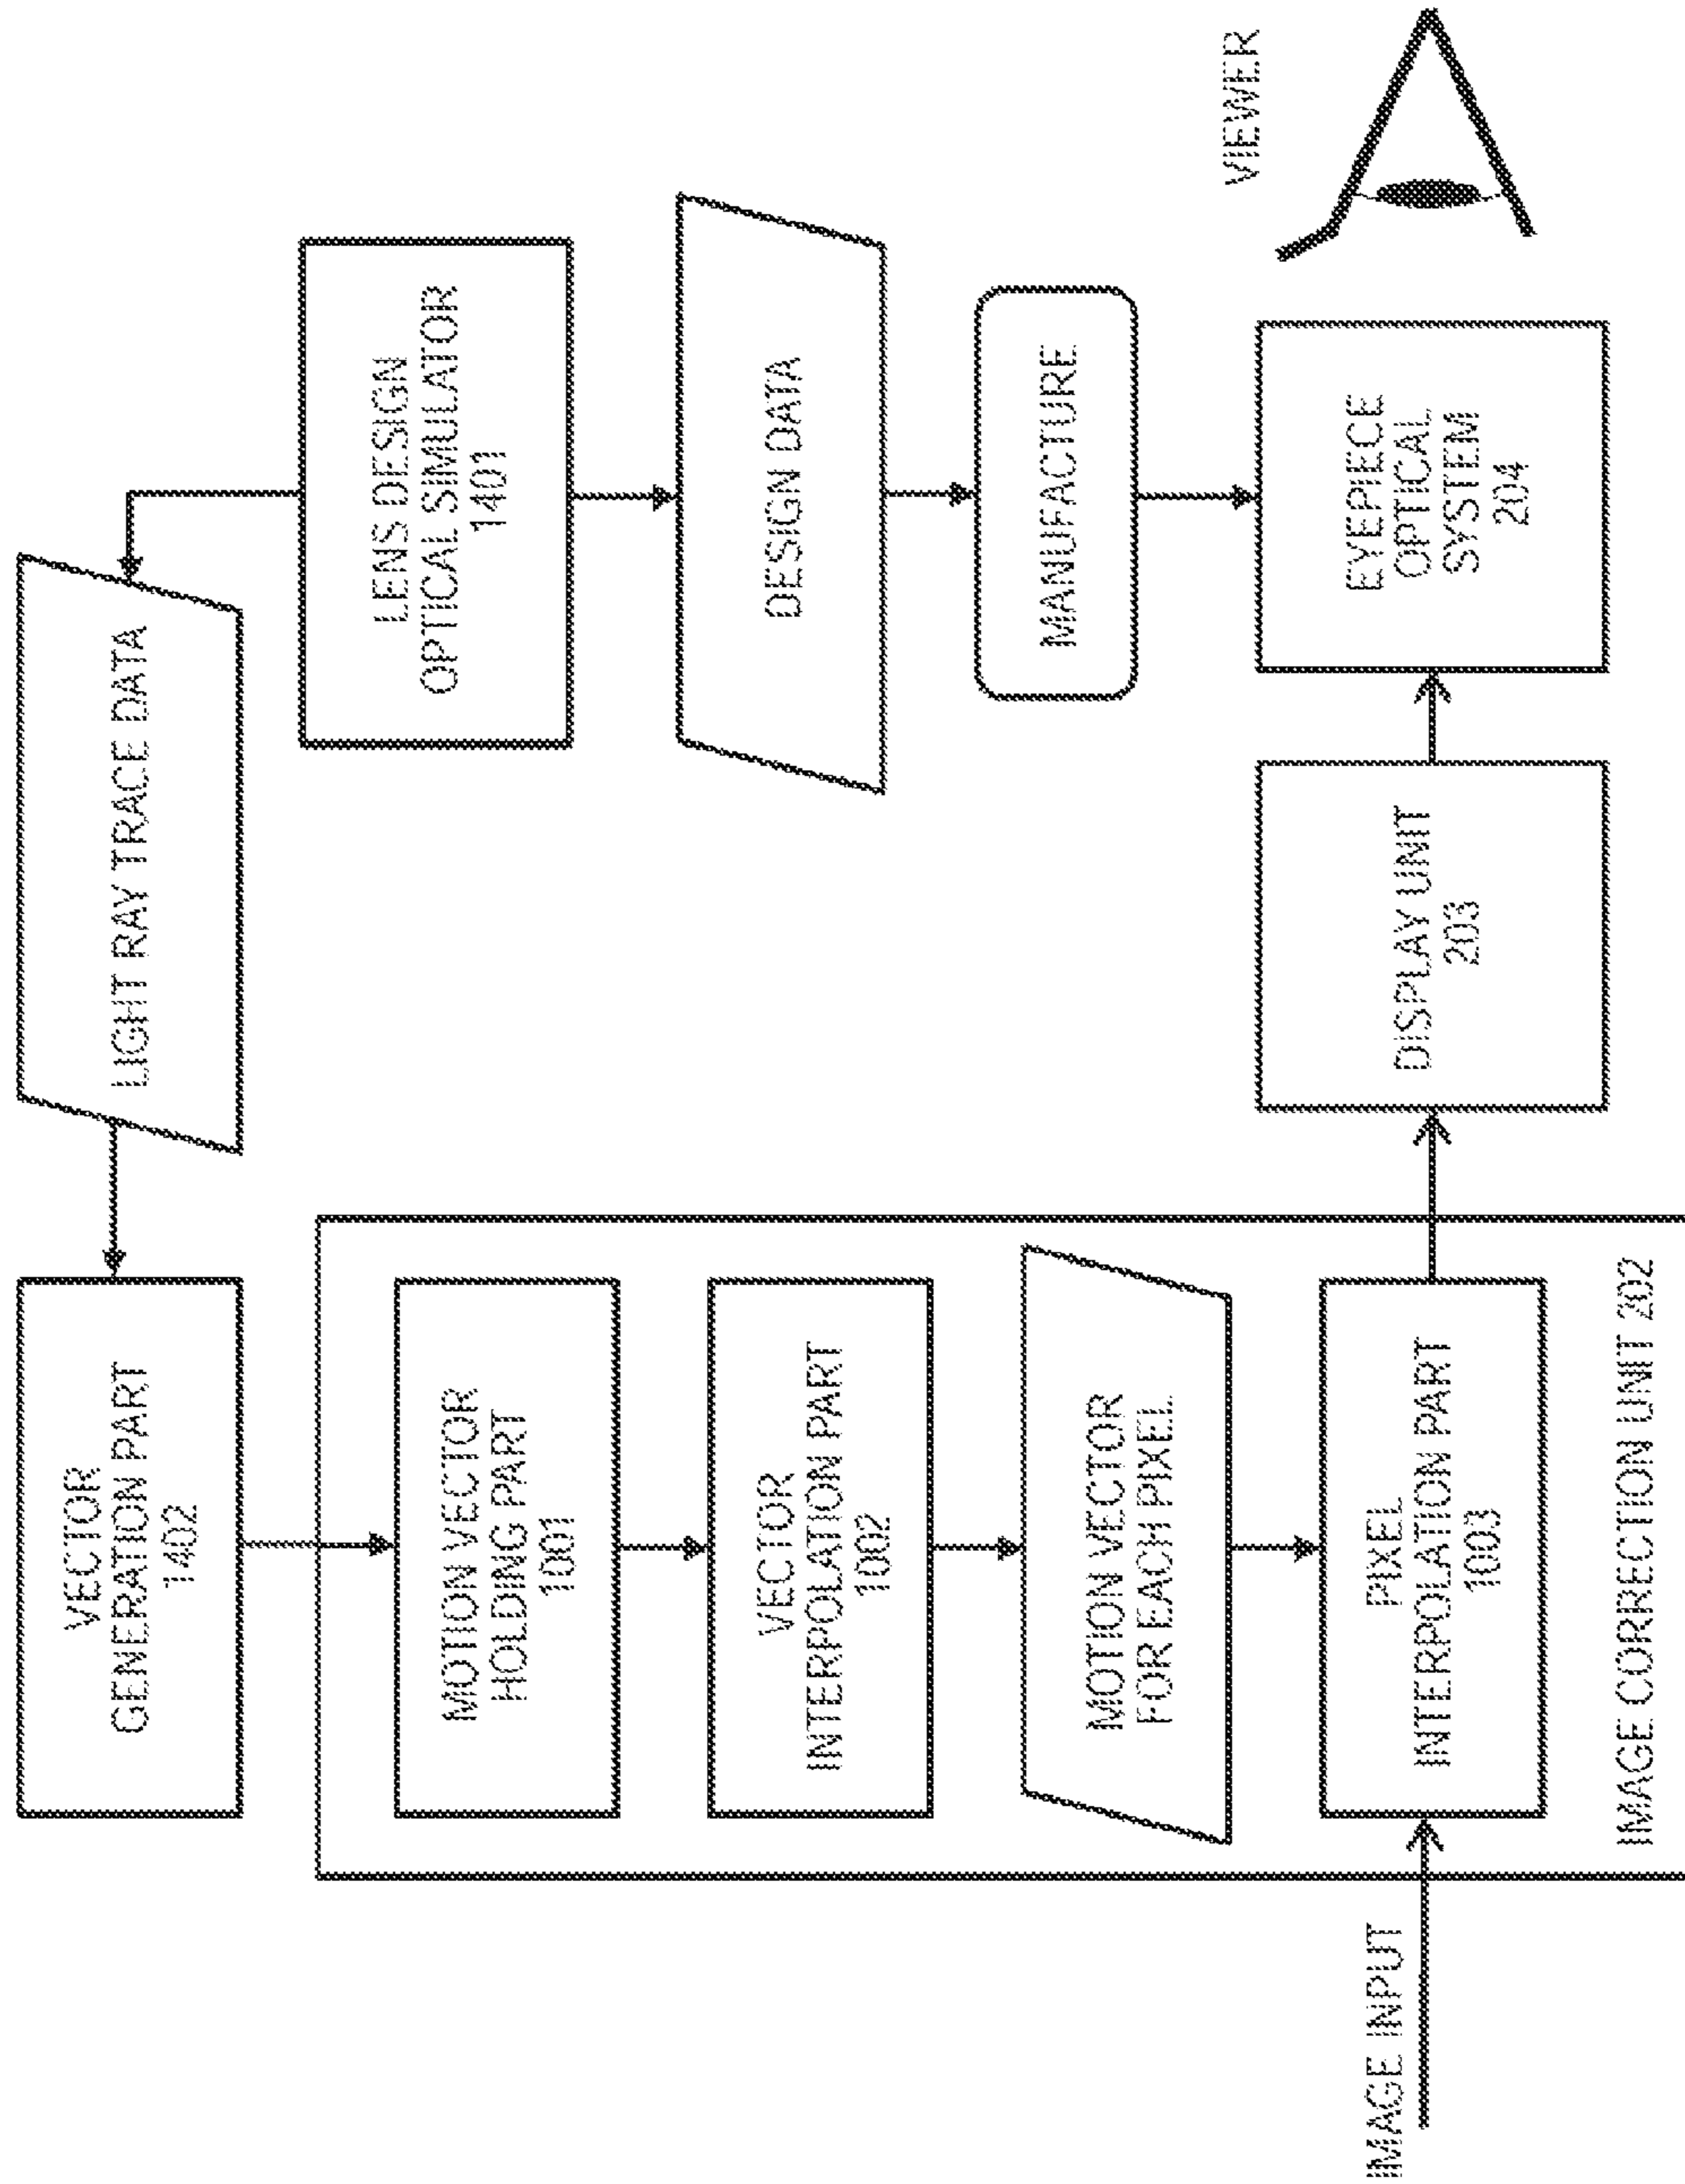 VECTOR
GENERATION PART
1402
LIGHT RAY TRACE DATA
LENS DESIGN
OPTICAL SIMULATOR
1401
MOTION VECTOR
HOLDING PART
1001
VECTOR
INTERPOLATION PART
1002
DESIGN DATA
MOTION VECTOR
FOR EACH PIXEL
MANUFACTURE
IMAGE INPUT
PIXEL
INTERPOLATION PART
1003
DISPLAY UNIT
203
EYEPIECE
OPTICAL
SYSTEM
204
VIEWER
IMAGE CORRECTION UNIT 202